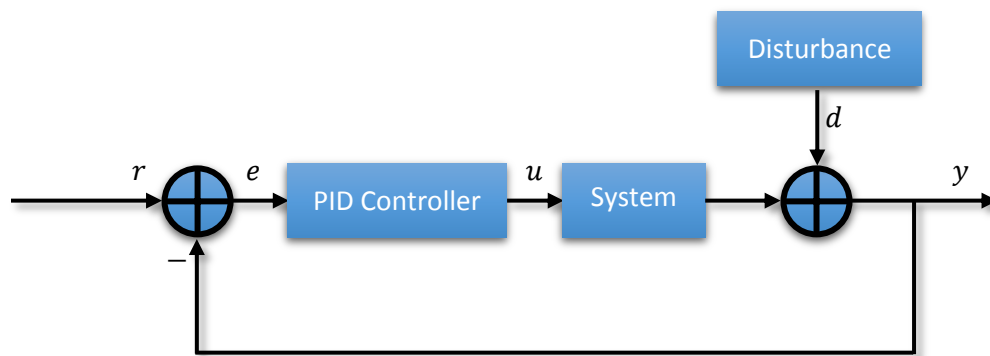 Disturbance
d
r
e
PID Controller
u
System
y
−